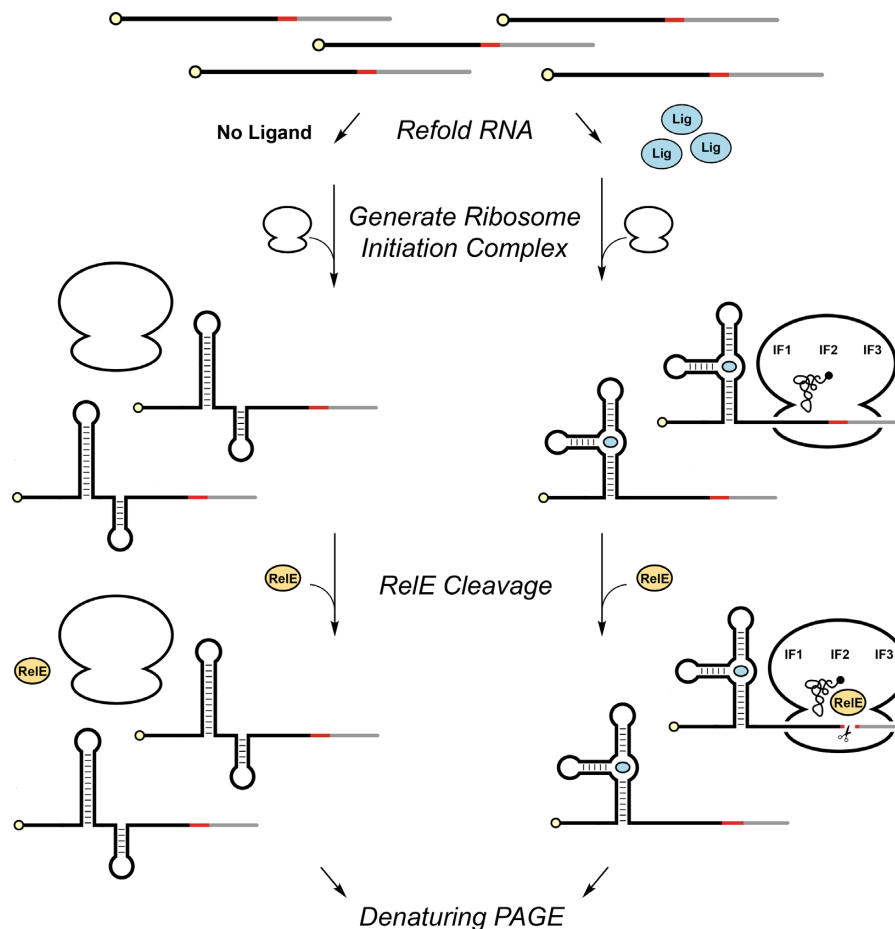 No Ligand
Refold RNA
Lig
Lig
Lig
Generate Ribosome
Initiation Complex
IF1 IF2 IF3
RelE
RelE Cleavage
RelE
RelE
IF1 IF2 IF3
RelE
Denaturing PAGE